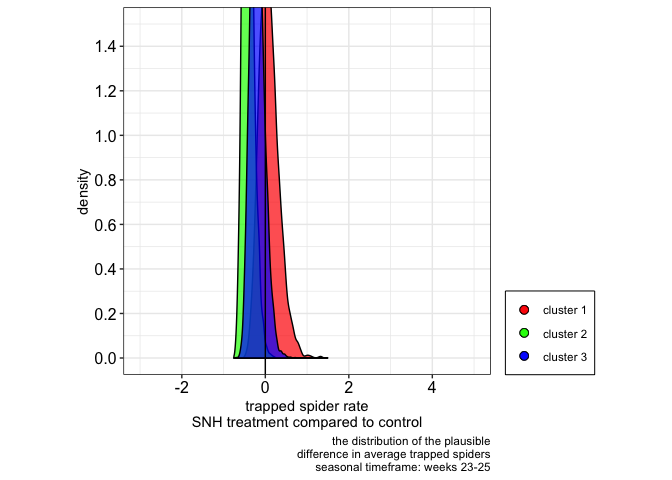 1.4
1.2
1.0
0.8
0.6
0.4
0.2
0.0
density
-2 0 2 4
trapped spider rate
SNH treatment compared to control
cluster 1
cluster 2
cluster 3
the distribution of the plausible
difference in average trapped spiders
seasonal timeframe: weeks 23-25